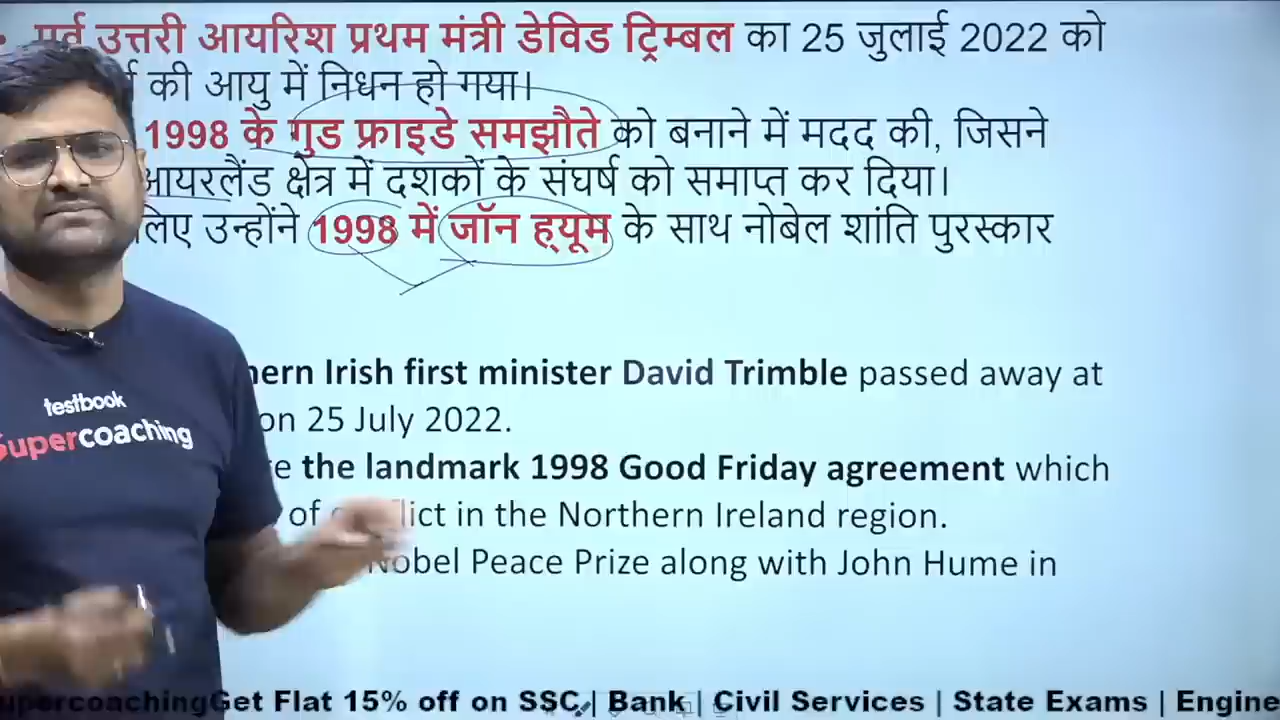 पूर्व उत्तरी आयरिश प्रथम मंत्री डेविड ट्रिम्बल का 25 जुलाई 2022 को
की आयु में निधन हो गया।
1998 के गुड फ्राइडे समझौते को बनाने में मदद की, जिसने
आयरलैंड क्षेत्र में दशकों के संघर्ष को समाप्त कर दिया।
लिए उन्होंने 1998 में जॉन ह्यूम के साथ नोबेल शांति पुरस्कार
hern Irish first minister David Trimble passed away at
on 25 July 2022.
the landmark 1998 Good Friday agreement which
of conflict in the Northern Ireland region.
Nobel Peace Prize along with John Hume in
testbook
Supercoaching
upercoachingGet Flat 15% off on SSC | Bank | Civil Services | State Exams | Engine